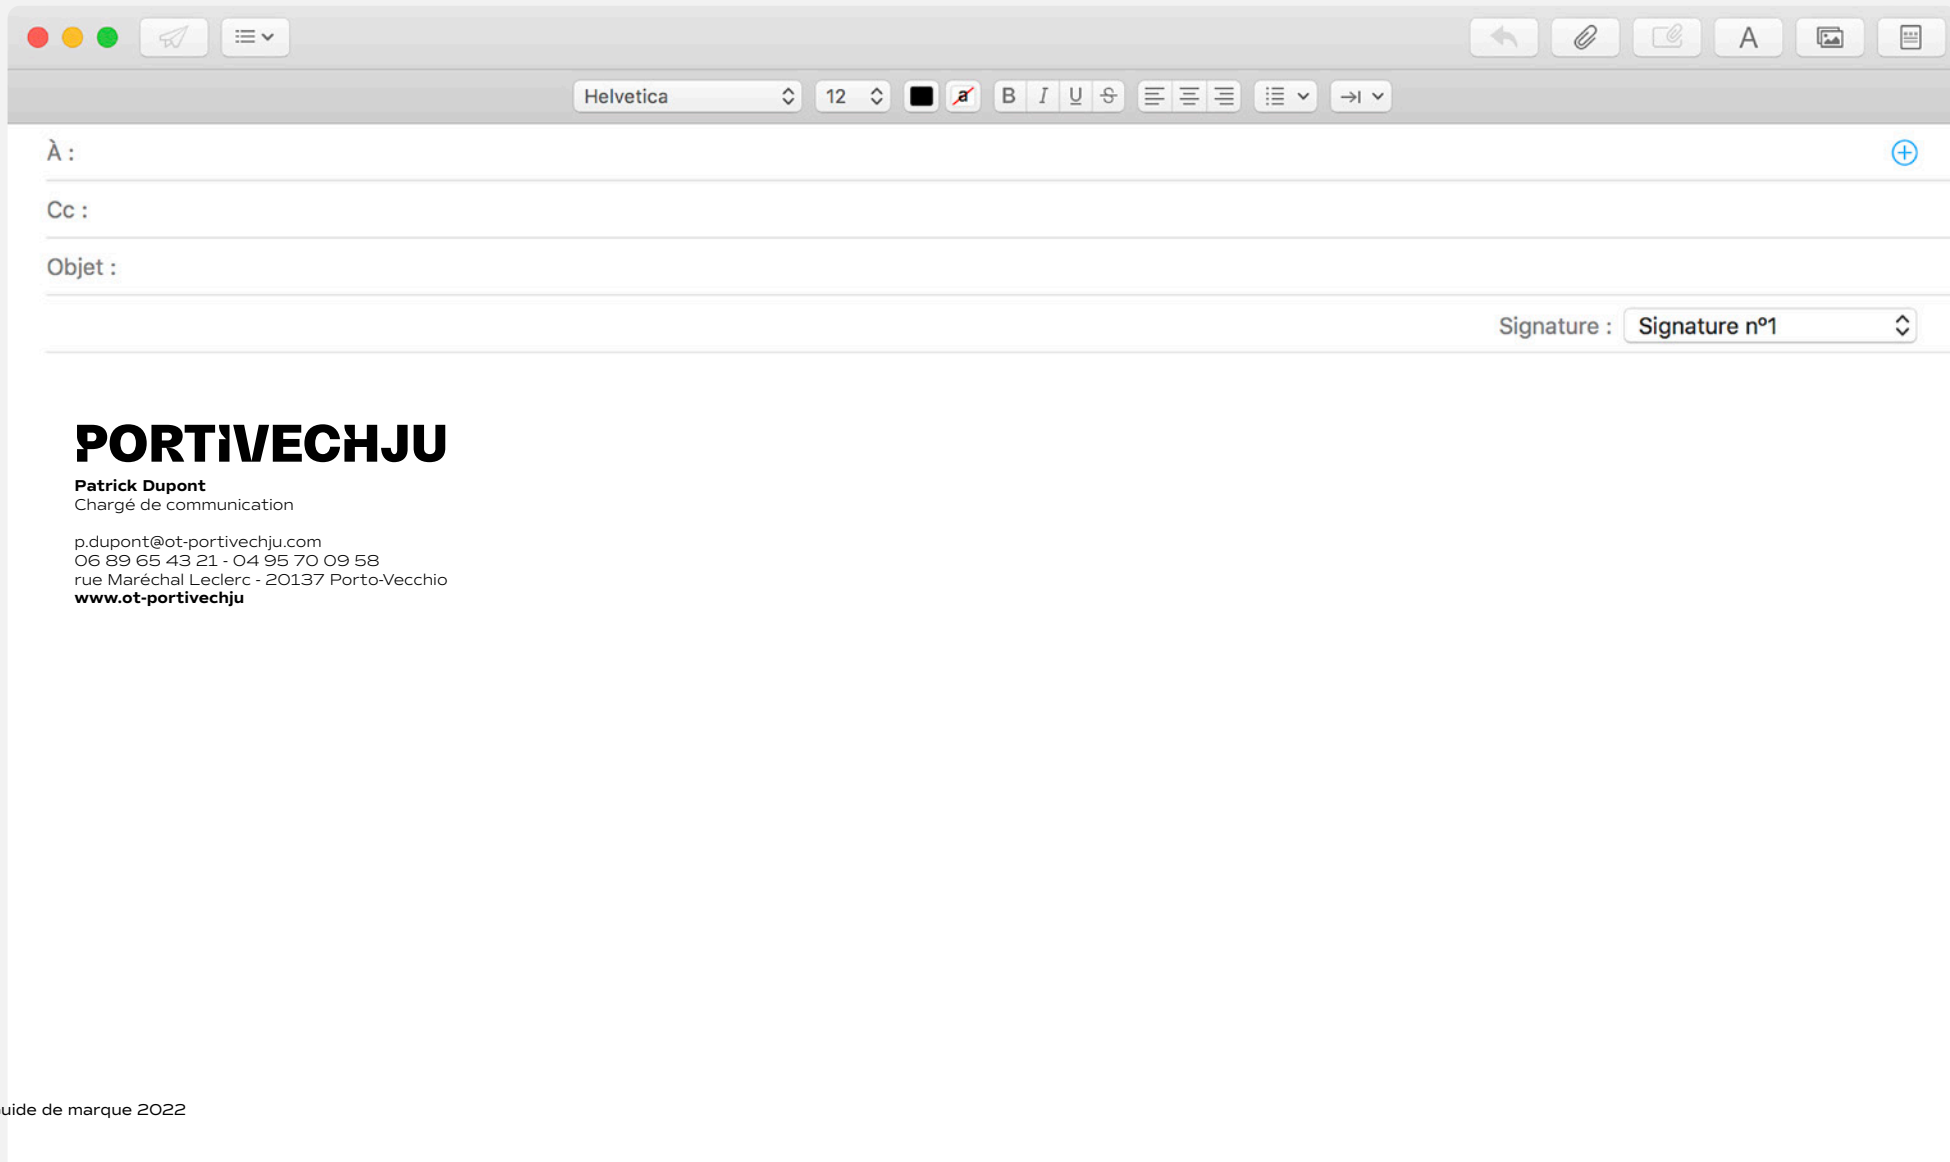 Helvetica
12
a
B I U S
A
À :
Cc :
Objet :
Signature : Signature nº1
PORTIVECHJU
Patrick Dupont
Chargé de communication
p.dupont@ot-portivechju.com
06 89 65 43 21 - 04 95 70 09 58
rue Maréchal Leclerc - 20137 Porto-Vecchio
www.ot-portivechju
uide de marque 2022